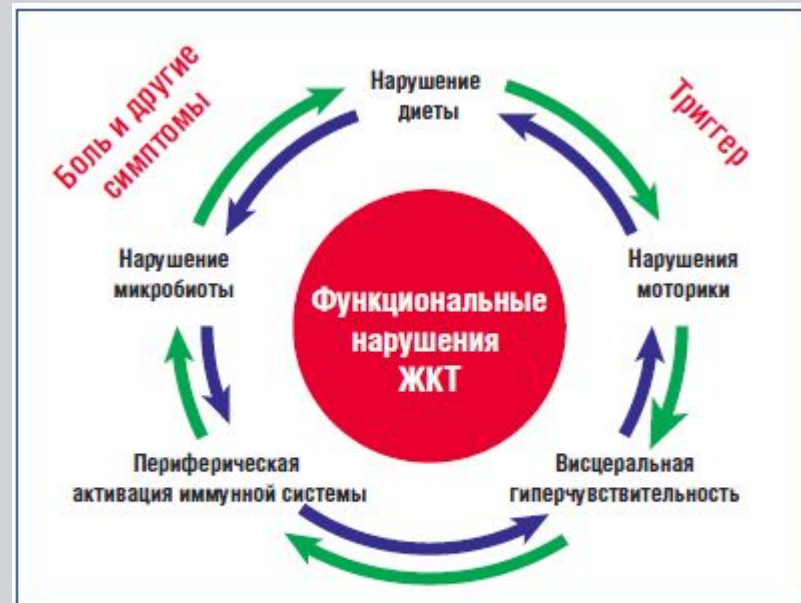 Боль и другие
симптомы
Нарушение
диеты
Триггер
Нарушение
микробиоты
Функциональные
нарушения
ЖКТ
Нарушения
моторики
Периферическая
активация иммунной системы
Висцеральная
гиперчувствительность